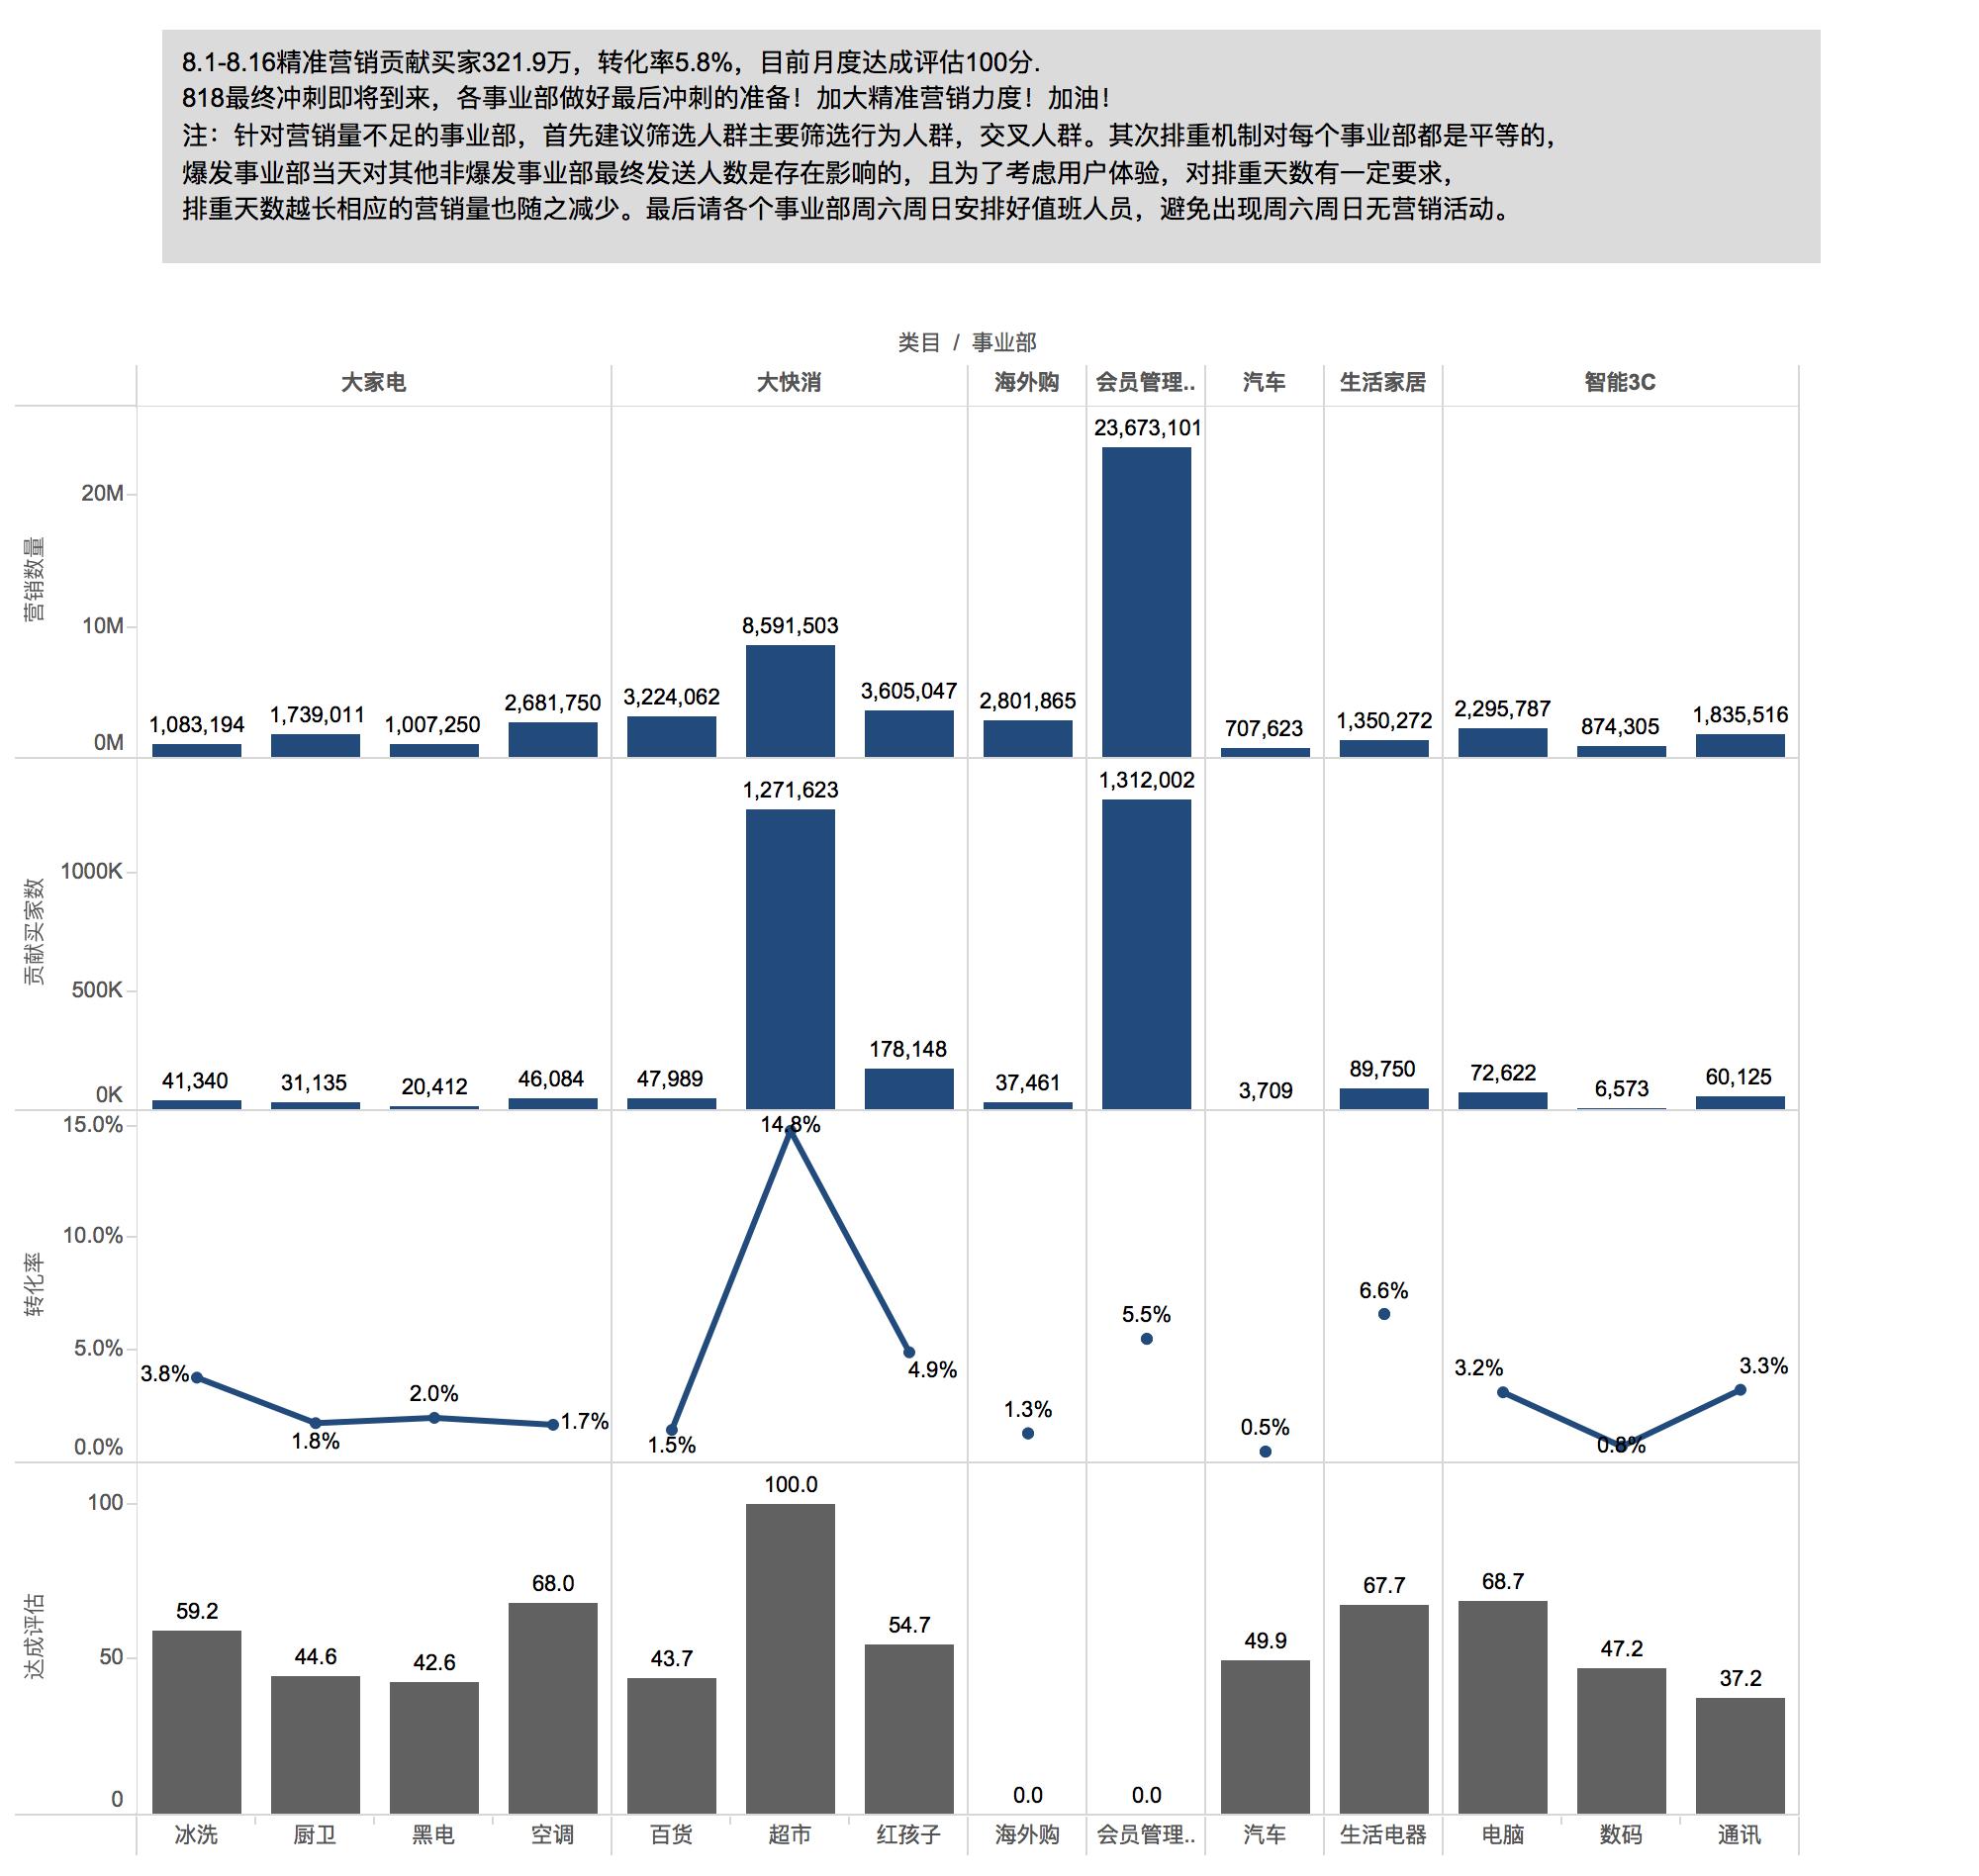 8.1-8.16精准营销贡献买家321.9万，转化率5.8%，目前月度达成评估100分.
818最终冲刺即将到来，各事业部做好最后冲刺的准备！加大精准营销力度！加油！
注：针对营销量不足的事业部，首先建议筛选人群主要筛选行为人群，交叉人群。其次排重机制对每个事业部都是平等的，
爆发事业部当天对其他非爆发事业部最终发送人数是存在影响的，且为了考虑用户体验，对排重天数有一定要求，
排重天数越长相应的营销量也随之减少。最后请各个事业部周六周日安排好值班人员，避免出现周六周日无营销活动。
类目 / 事业部
大家电 大快消 海外购 会员管理.. 汽车 生活家居 智能3C
营销数量
20M
10M
0M
1,083,194 1,739,011 1,007,250 2,681,750 3,224,062 8,591,503 3,605,047 2,801,865 23,673,101 707,623 1,350,272 2,295,787 874,305 1,835,516
贡献买家数
1000K
500K
0K
41,340 31,135 20,412 46,084 47,989 1,271,623 178,148 37,461 1,312,002 3,709 89,750 72,622 6,573 60,125
转化率
15.0%
10.0%
5.0%
0.0%
3.8% 1.8% 2.0% 1.7% 1.5% 14.8% 4.9% 1.3% 5.5% 0.5% 6.6% 3.2% 0.8% 3.3%
达成评估
100
50
0
59.2 44.6 42.6 68.0 43.7 100.0 54.7 0.0 0.0 49.9 67.7 68.7 47.2 37.2
冰洗 厨卫 黑电 空调 百货 超市 红孩子 海外购 会员管理.. 汽车 生活电器 电脑 数码 通讯